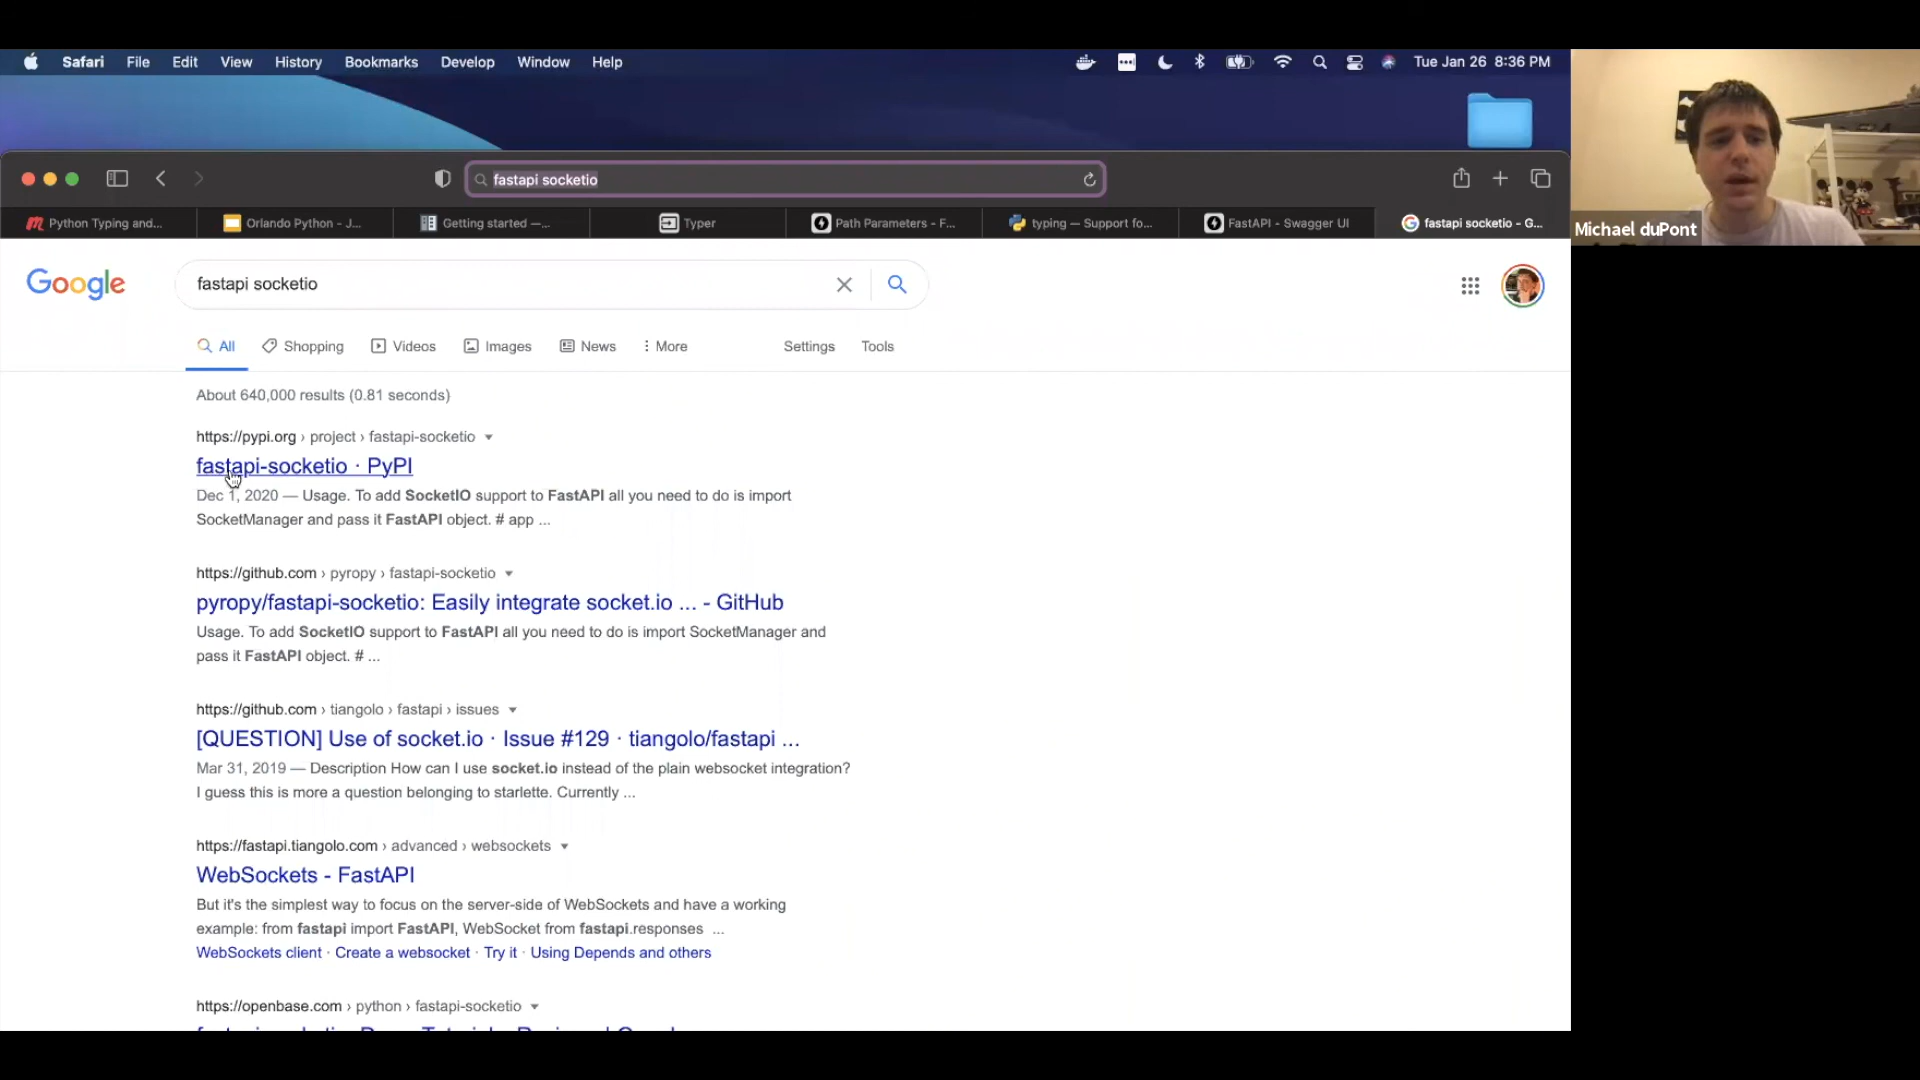 Safari File Edit View History Bookmarks Develop Window Help Tue Jan 26 8:36 PM
fastapi socketio
Python Typing and... Orlando Python - J... Getting started —... Typer Path Parameters - F... typing — Support fo... FastAPI - Swagger UI fastapi socketio - G...
Michael duPont
Google fastapi socketio
All Shopping Videos Images News More Settings Tools
About 640,000 results (0.81 seconds)
https://pypi.org › project › fastapi-socketio
fastapi-socketio · PyPI
Dec 1, 2020 — Usage. To add SocketIO support to FastAPI all you need to do is import
SocketManager and pass it FastAPI object. # app ...
https://github.com › pyropy › fastapi-socketio
pyropy/fastapi-socketio: Easily integrate socket.io ... - GitHub
Usage. To add SocketIO support to FastAPI all you need to do is import SocketManager and
pass it FastAPI object. # ...
https://github.com › tiangolo › fastapi › issues
[QUESTION] Use of socket.io · Issue #129 · tiangolo/fastapi ...
Mar 31, 2019 — Description How can I use socket.io instead of the plain websocket integration?
I guess this is more a question belonging to starlette. Currently ...
https://fastapi.tiangolo.com › advanced › websockets
WebSockets - FastAPI
But it's the simplest way to focus on the server-side of WebSockets and have a working
example: from fastapi import FastAPI, WebSocket from fastapi.responses ...
WebSockets client · Create a websocket · Try it · Using Depends and others
https://openbase.com › python › fastapi-socketio